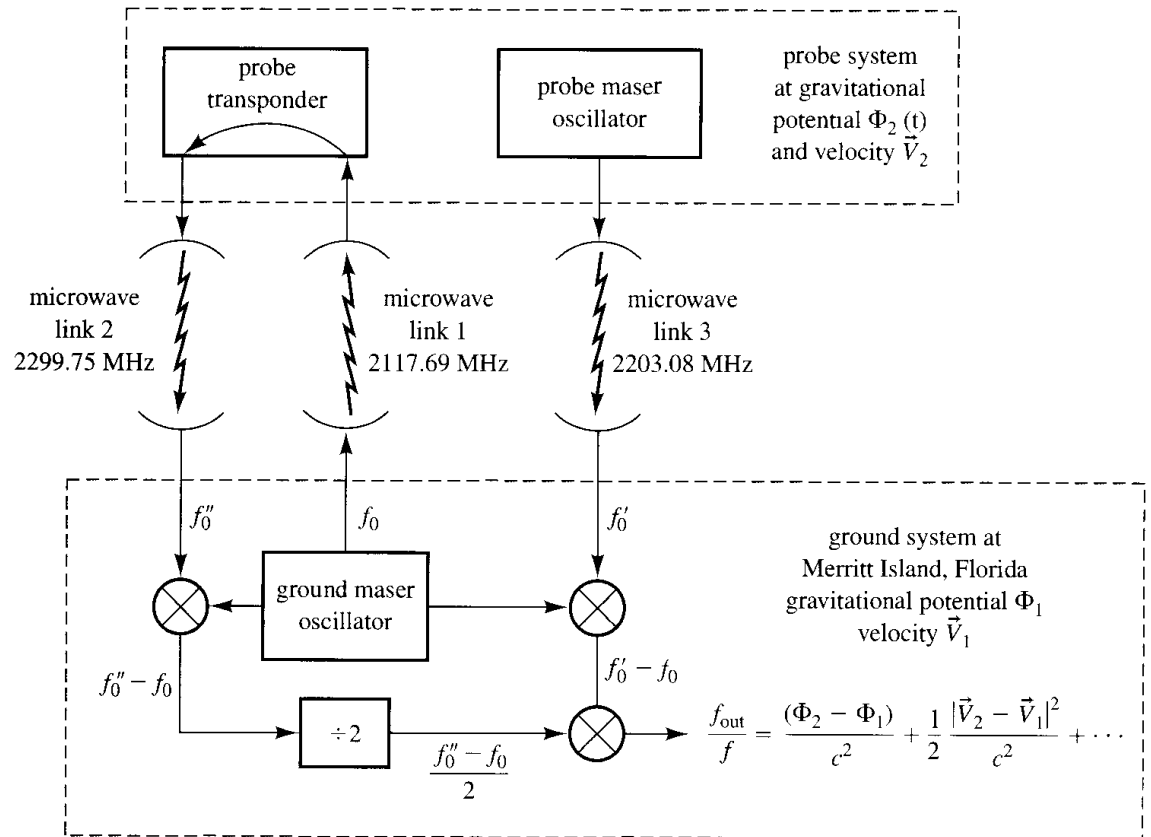 probe
transponder
probe maser
oscillator
probe system
at gravitational
potential Φ₂ (t)
and velocity V⃗₂
microwave
link 2
2299.75 MHz
microwave
link 1
2117.69 MHz
microwave
link 3
2203.08 MHz
f₀″
f₀
f₀′
ground maser
oscillator
ground system at
Merritt Island, Florida
gravitational potential Φ₁
velocity V⃗₁
f₀″ − f₀
f₀′ − f₀
÷2
(f₀″ − f₀)/2
f_out/f = (Φ₂ − Φ₁)/c² + 1/2 |V⃗₂ − V⃗₁|²/c² + ···